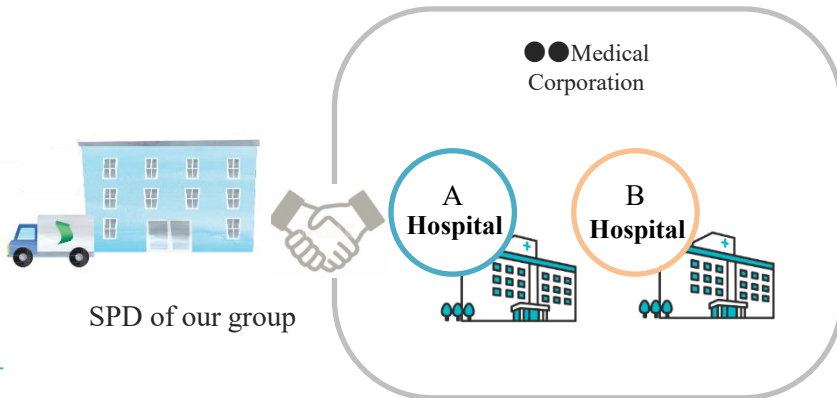 ●●Medical
Corporation
A
Hospital
B
Hospital
SPD of our group